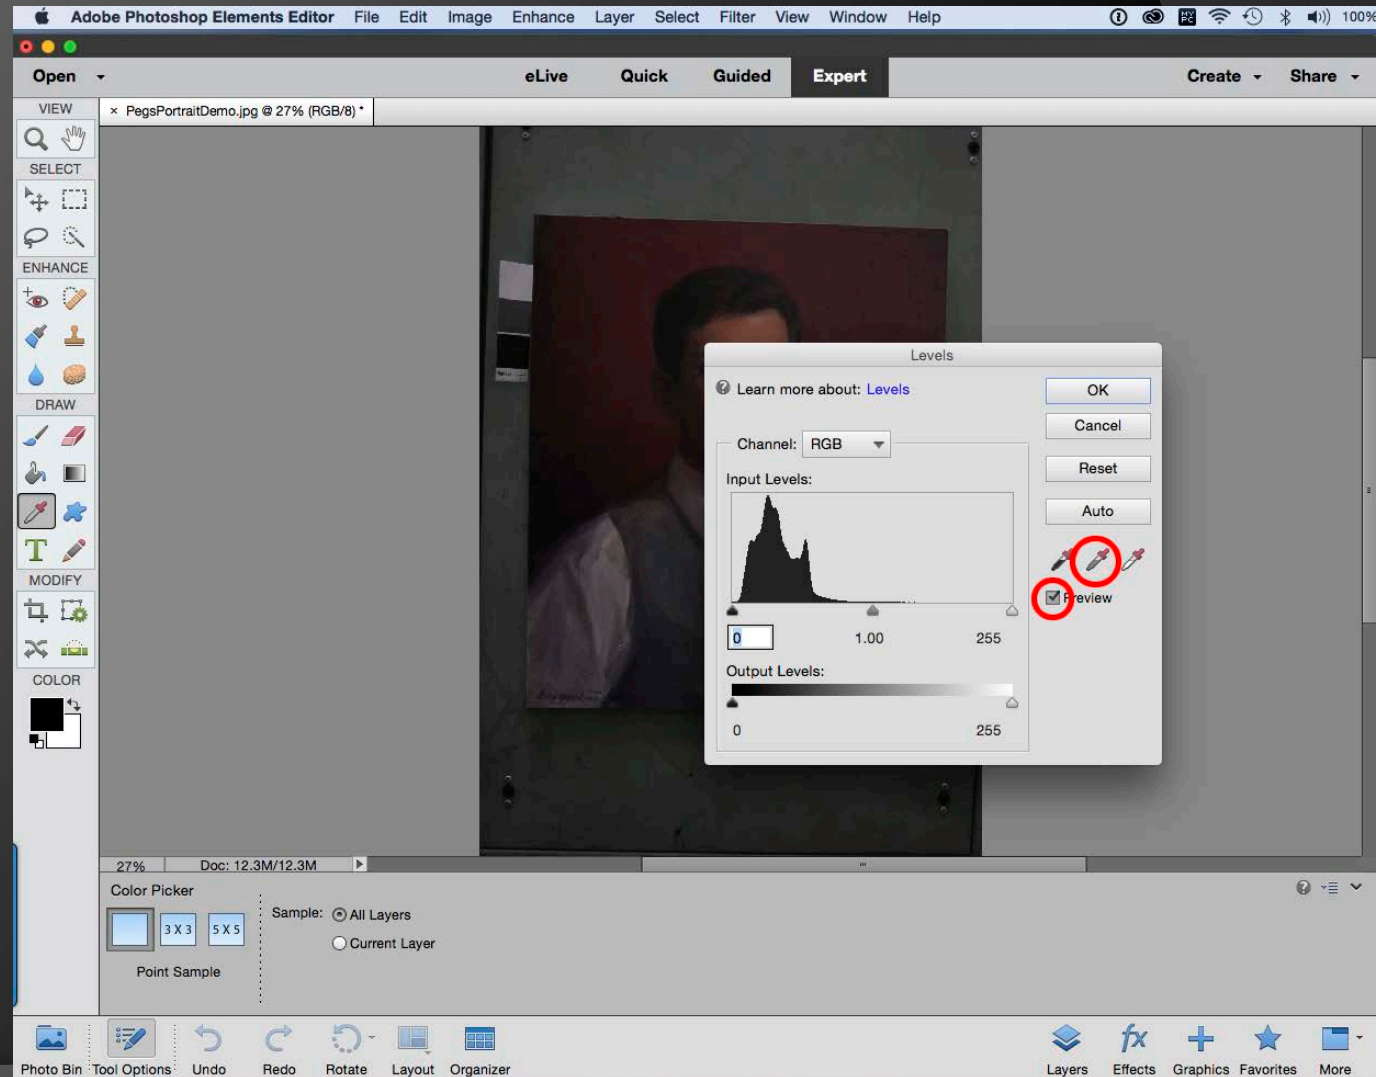 Adobe Photoshop Elements Editor File Edit Image Enhance Layer Select Filter View Window Help 100%
Open eLive Quick Guided Expert Create Share
VIEW
× PegsPortraitDemo.jpg @ 27% (RGB/8) *
SELECT
ENHANCE
DRAW
T
MODIFY
COLOR
Levels
Learn more about: Levels
OK
Cancel
Channel: RGB
Reset
Input Levels:
Auto
Preview
0 1.00 255
Output Levels:
0 255
27% Doc: 12.3M/12.3M
Color Picker
Sample: All Layers
3 X 3 5 X 5
Current Layer
Point Sample
Photo Bin Tool Options Undo Redo Rotate Layout Organizer fx Layers Effects Graphics Favorites More